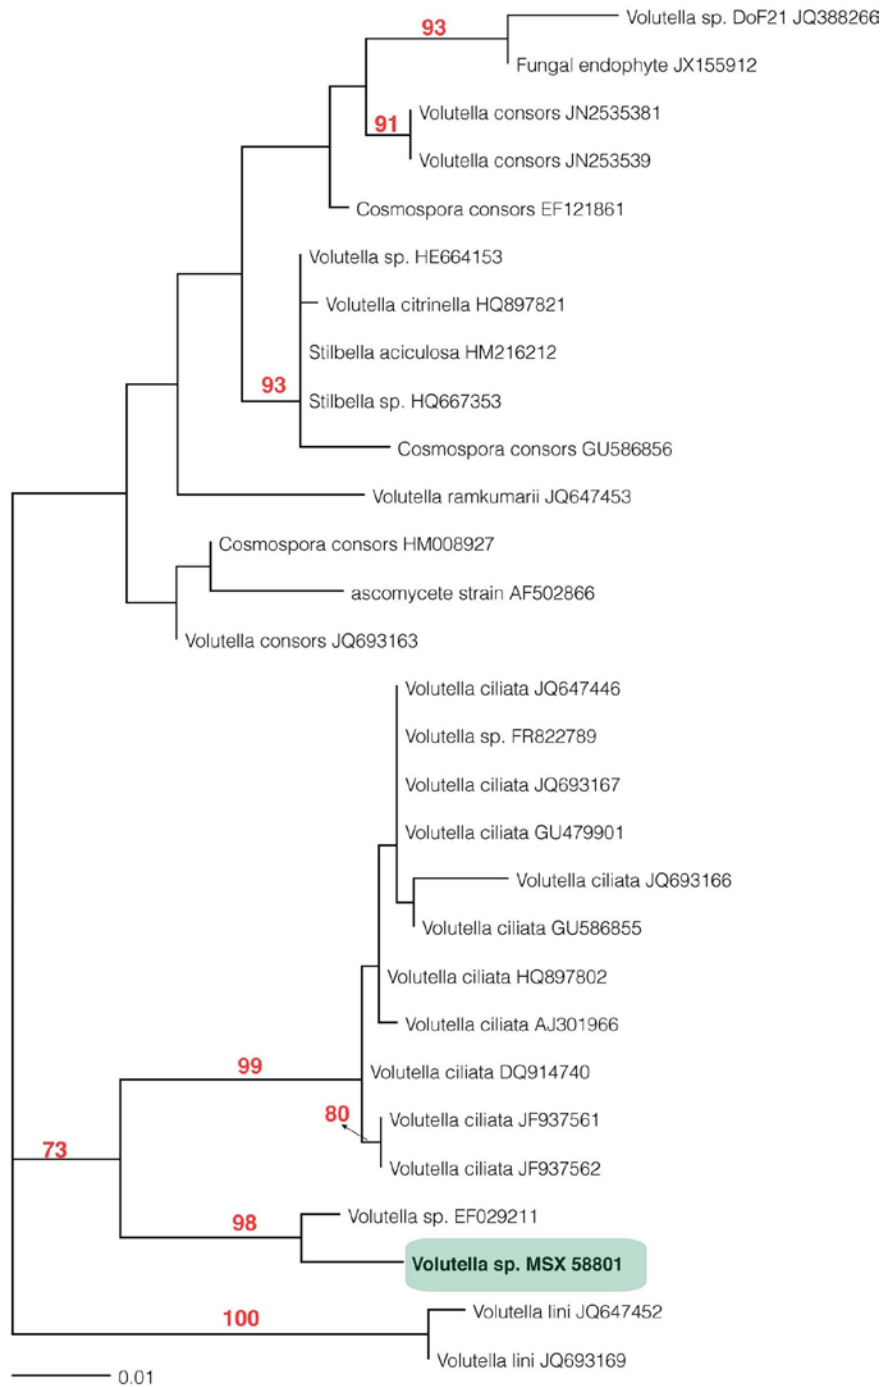 93
Volutella sp. DoF21 JQ388266
Fungal endophyte JX155912
Volutella consors JN2535381
91
Volutella consors JN253539
Cosmospora consors EF121861
Volutella sp. HE664153
Volutella citrinella HQ897821
Stilbella aciculosa HM216212
93
Stilbella sp. HQ667353
Cosmospora consors GU586856
Volutella ramkumarii JQ647453
Cosmospora consors HM008927
ascomycete strain AF502866
Volutella consors JQ693163
Volutella ciliata JQ647446
Volutella sp. FR822789
Volutella ciliata JQ693167
Volutella ciliata GU479901
Volutella ciliata JQ693166
Volutella ciliata GU586855
Volutella ciliata HQ897802
Volutella ciliata AJ301966
99
Volutella ciliata DQ914740
80
Volutella ciliata JF937561
73
Volutella ciliata JF937562
Volutella sp. EF029211
98
Volutella sp. MSX 58801
Volutella lini JQ647452
100
Volutella lini JQ693169
0.01